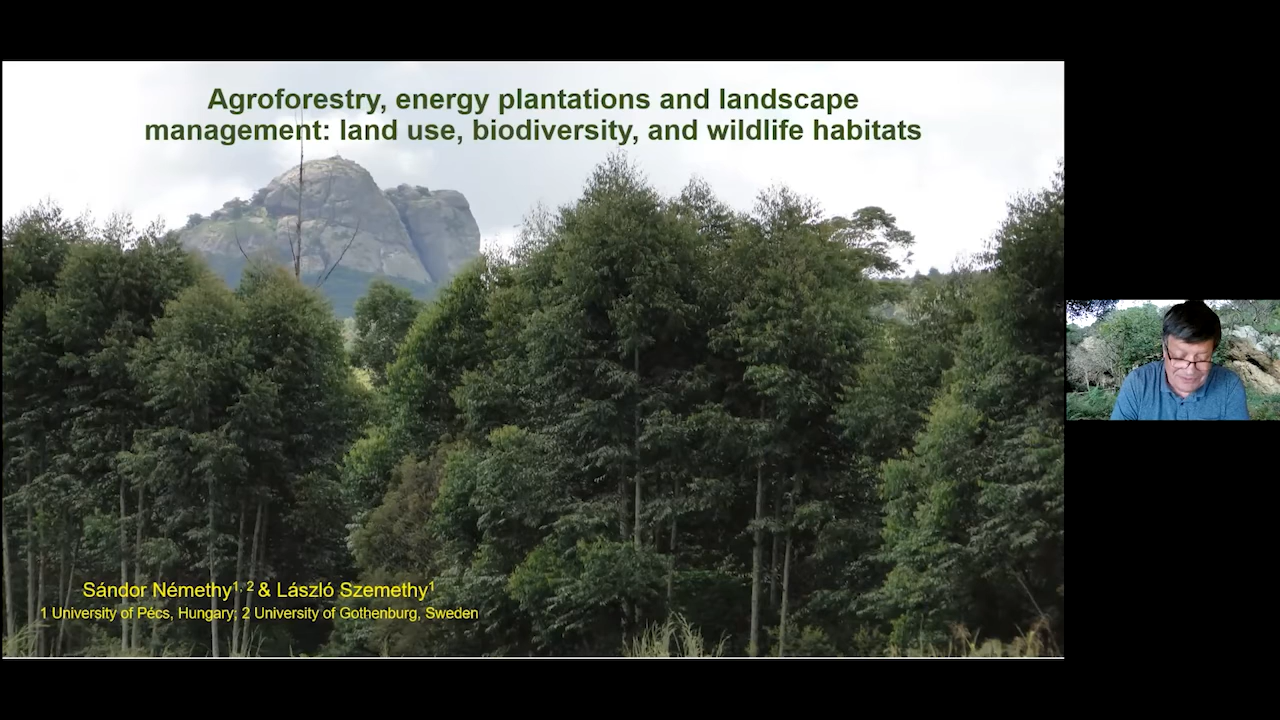 Agroforestry, energy plantations and landscape
management: land use, biodiversity, and wildlife habitats
Sándor Némethy1, 2 & László Szemethy1
1 University of Pécs, Hungary; 2 University of Gothenburg, Sweden